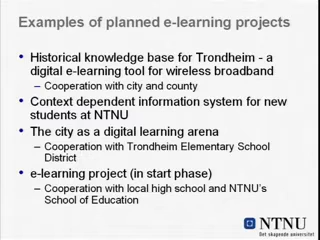 Examples of planned e-learning projects
• Historical knowledge base for Trondheim - a
digital e-learning tool for wireless broadband
– Cooperation with city and county
• Context dependent information system for new
students at NTNU
• The city as a digital learning arena
– Cooperation with Trondheim Elementary School
District
• e-learning project (in start phase)
– Cooperation with local high school and NTNU's
School of Education
NTNU
Det skapende universitet